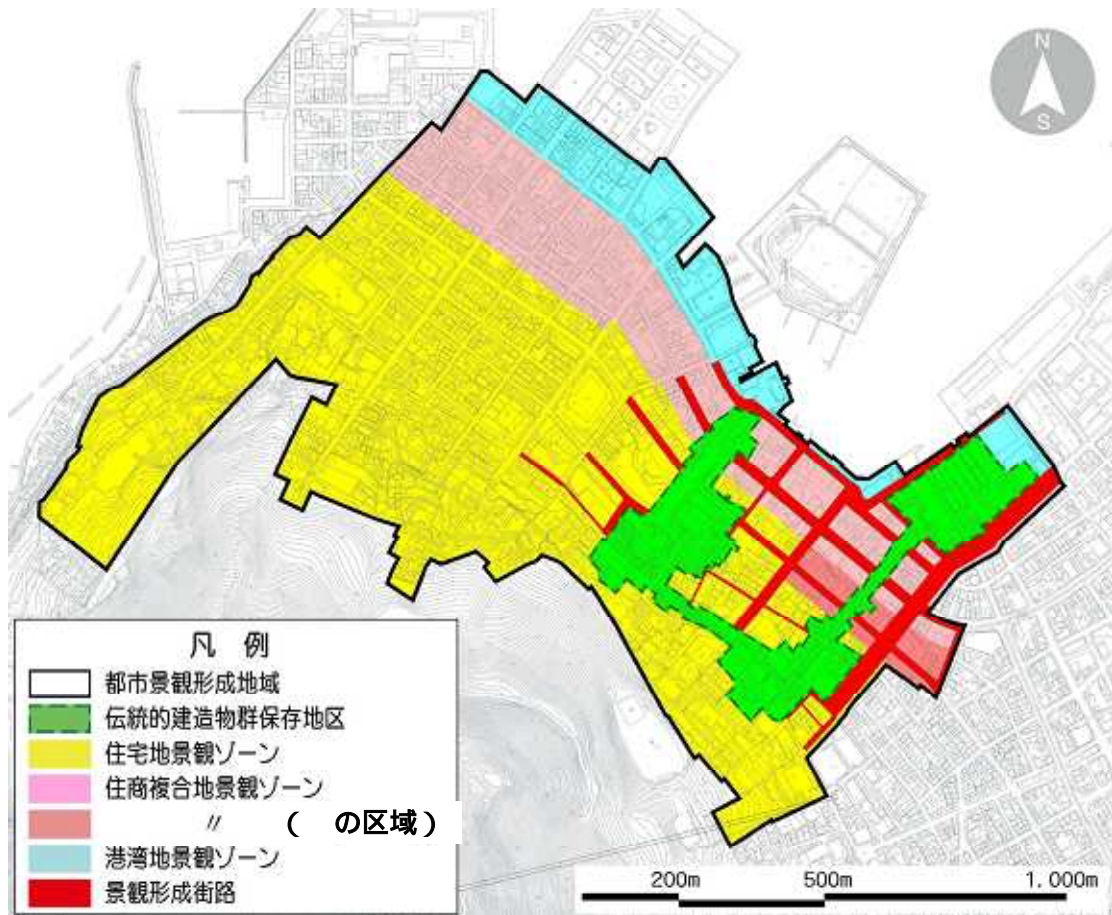 N
S
凡 例
都市景観形成地域
伝統的建造物群保存地区
住宅地景観ゾーン
住商複合地景観ゾーン
〃 ( の区域)
港湾地景観ゾーン
景観形成街路
200m 500m 1,000m